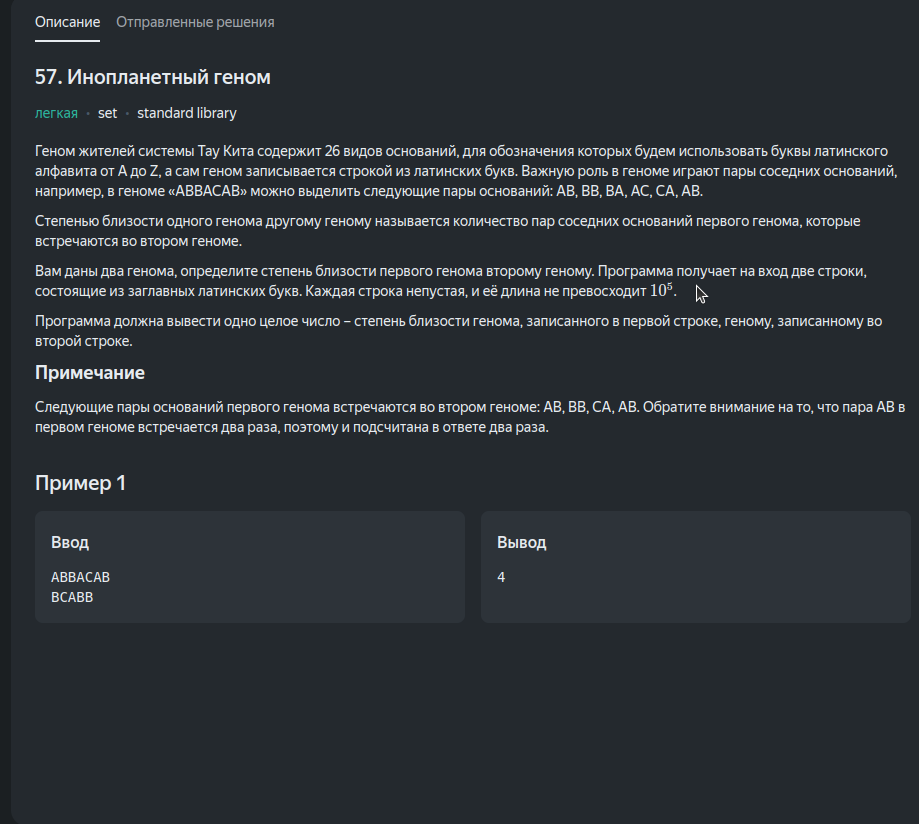 Описание Отправленные решения
57. Инопланетный геном
легкая · set · standard library
Геном жителей системы Тау Кита содержит 26 видов оснований, для обозначения которых будем использовать буквы латинского
алфавита от A до Z, а сам геном записывается строкой из латинских букв. Важную роль в геноме играют пары соседних оснований,
например, в геноме «ABBACAB» можно выделить следующие пары оснований: AB, BB, BA, AC, CA, AB.
Степенью близости одного генома другому геному называется количество пар соседних оснований первого генома, которые
встречаются во втором геноме.
Вам даны два генома, определите степень близости первого генома второму геному. Программа получает на вход две строки,
состоящие из заглавных латинских букв. Каждая строка непустая, и её длина не превосходит 10⁵.
Программа должна вывести одно целое число – степень близости генома, записанного в первой строке, геному, записанному во
второй строке.
Примечание
Следующие пары оснований первого генома встречаются во втором геноме: AB, BB, CA, AB. Обратите внимание на то, что пара AB в
первом геноме встречается два раза, поэтому и подсчитана в ответе два раза.
Пример 1
Ввод
ABBACAB
BCABB
Вывод
4